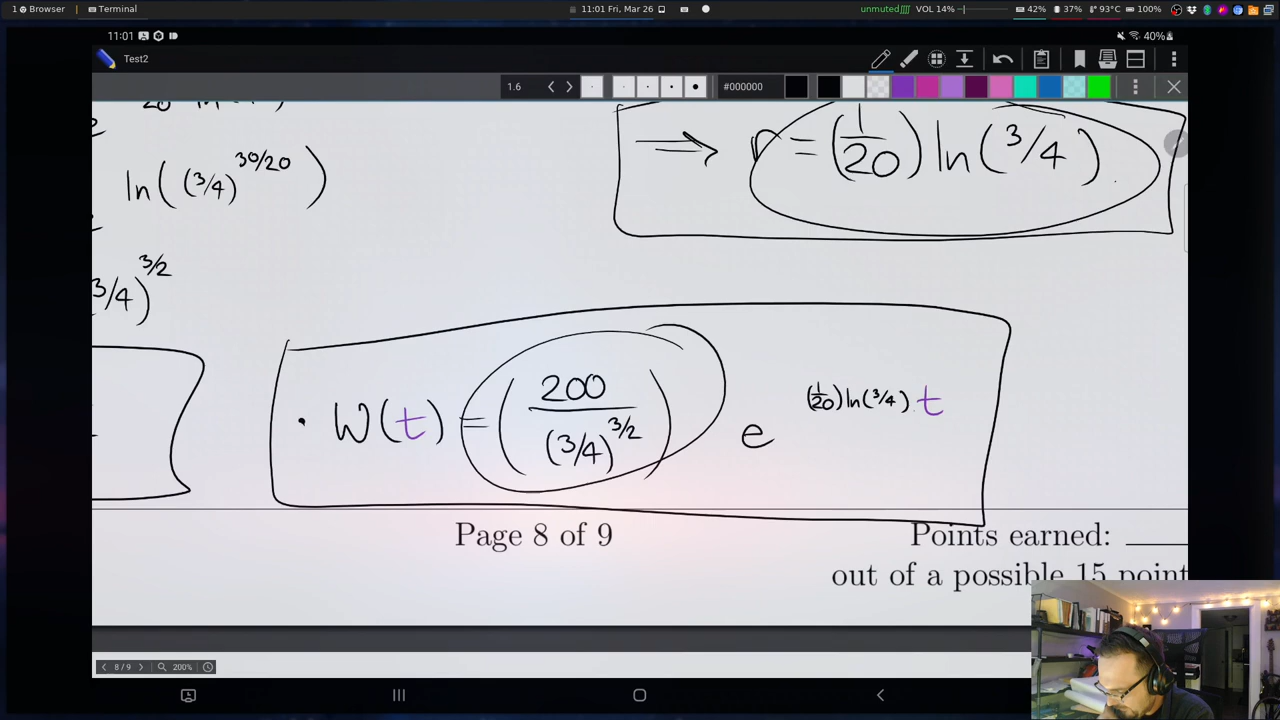 1 Browser Terminal 11:01 Fri, Mar 26 unmuted VOL 14% 42% 37% 93°C 100%
11:01 40%
Test2
1.6 #000000
20
ln((3/4)^30/20)
3/4)^3/2
⟹ r = (1/20) ln(3/4)
· W(t) = (200/(3/4)^3/2) e^(1/20)ln(3/4)t
Page 8 of 9 Points earned:
out of a possible 15 point
8 / 9 200%